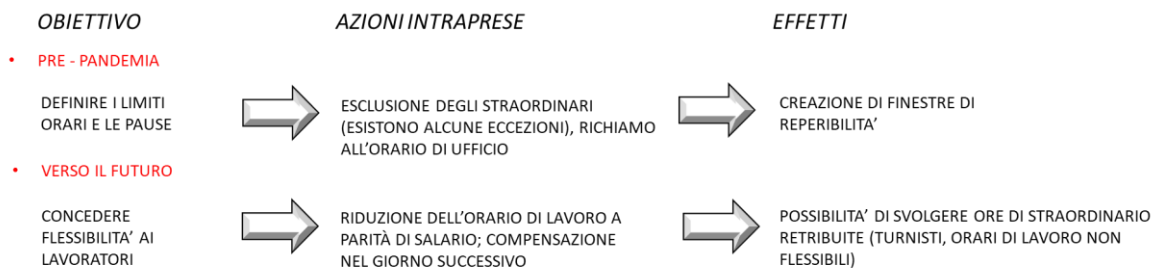 OBIETTIVO
AZIONI INTRAPRESE
EFFETTI
• PRE - PANDEMIA
DEFINIRE I LIMITI
ORARI E LE PAUSE
ESCLUSIONE DEGLI STRAORDINARI
(ESISTONO ALCUNE ECCEZIONI), RICHIAMO
ALL'ORARIO DI UFFICIO
CREAZIONE DI FINESTRE DI
REPERIBILITA'
• VERSO IL FUTURO
CONCEDERE
FLESSIBILITA' AI
LAVORATORI
RIDUZIONE DELL'ORARIO DI LAVORO A
PARITÀ DI SALARIO; COMPENSAZIONE
NEL GIORNO SUCCESSIVO
POSSIBILITA' DI SVOLGERE ORE DI STRAORDINARIO
RETRIBUITE (TURNISTI, ORARI DI LAVORO NON
FLESSIBILI)